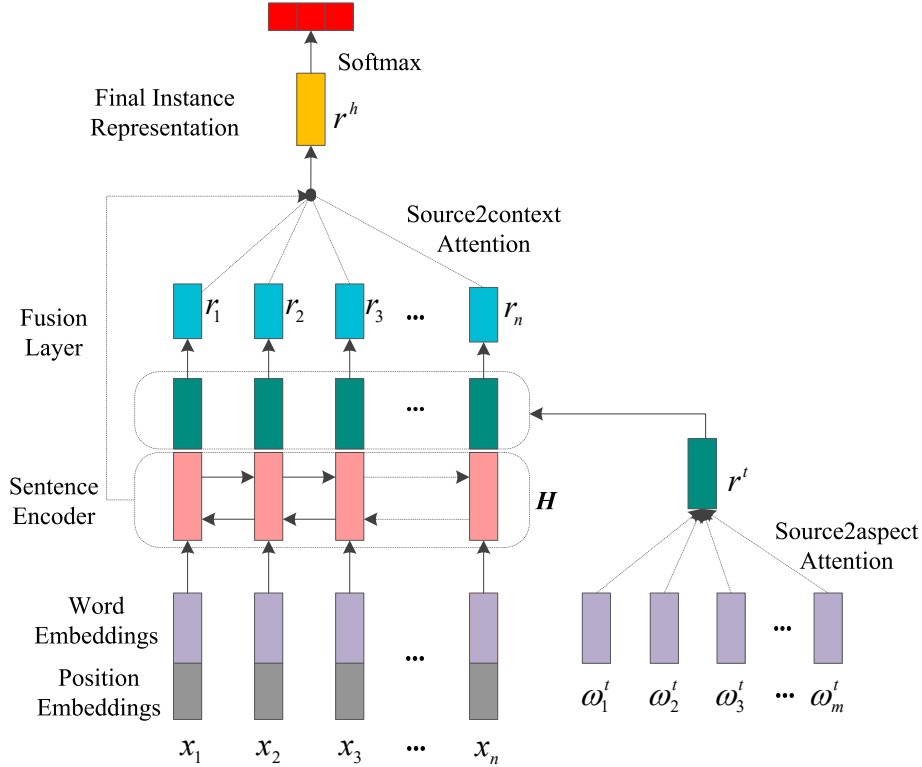 Softmax
Final Instance
Representation
r^h
Source2context
Attention
r_1 r_2 r_3 ... r_n
Fusion
Layer
r^t
Sentence
Encoder
H
Source2aspect
Attention
Word
Embeddings
...
...
Position
Embeddings
ω_1^t ω_2^t ω_3^t ... ω_m^t
x_1 x_2 x_3 ... x_n